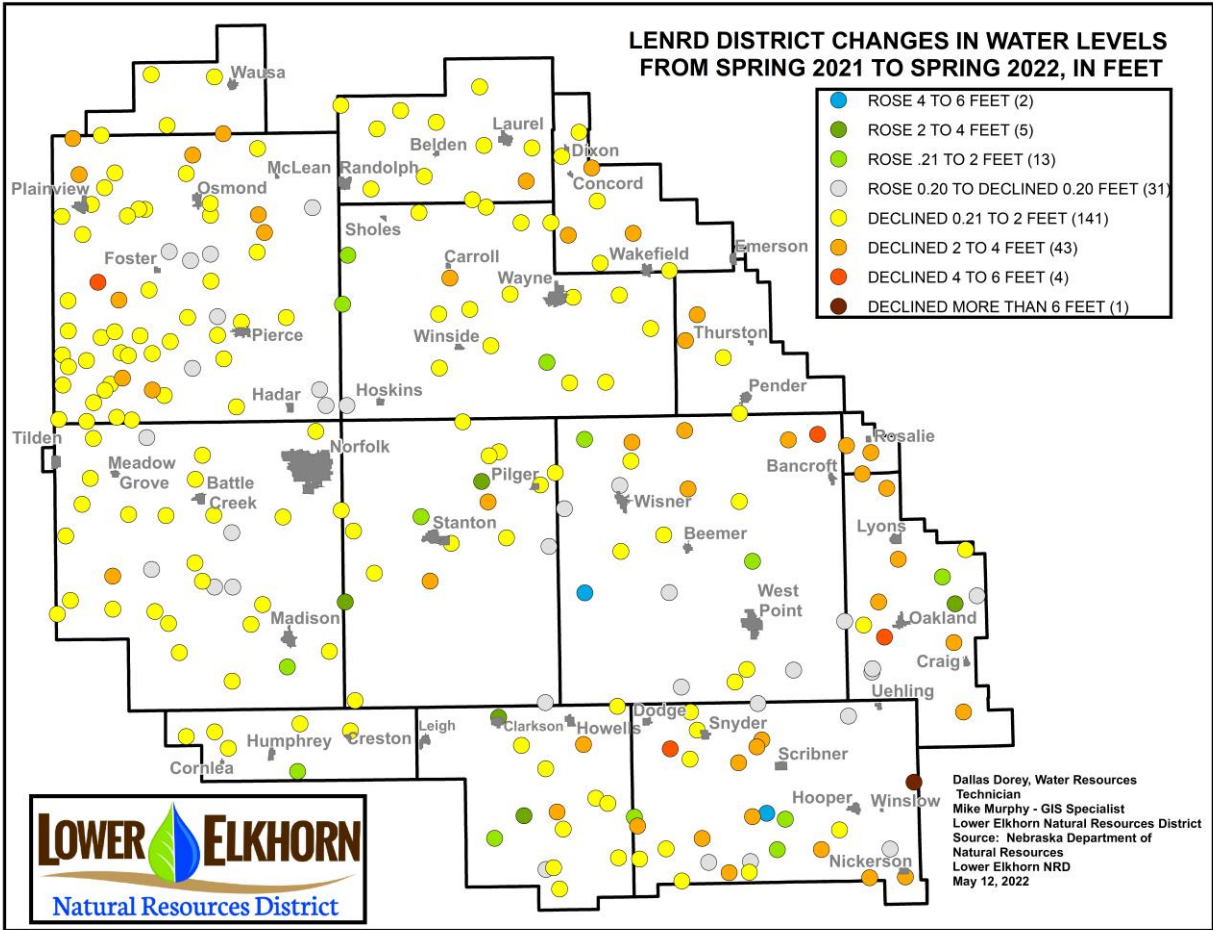 LENRD DISTRICT CHANGES IN WATER LEVELS
FROM SPRING 2021 TO SPRING 2022, IN FEET
ROSE 4 TO 6 FEET (2)
ROSE 2 TO 4 FEET (5)
ROSE .21 TO 2 FEET (13)
ROSE 0.20 TO DECLINED 0.20 FEET (31)
DECLINED 0.21 TO 2 FEET (141)
DECLINED 2 TO 4 FEET (43)
DECLINED 4 TO 6 FEET (4)
DECLINED MORE THAN 6 FEET (1)
Wausa
Laurel
Belden
Dixon
McLean
Randolph
Concord
Plainview
Osmond
Sholes
Foster
Carroll
Wakefield
Emerson
Wayne
Pierce
Winside
Thurston
Hadar
Hoskins
Pender
Tilden
Norfolk
Rosalie
Meadow
Grove
Battle
Creek
Pilger
Bancroft
Wisner
Stanton
Beemer
Lyons
Madison
West
Point
Oakland
Craig
Uehling
Leigh
Clarkson
Howells
Dodge
Snyder
Humphrey
Creston
Cornlea
Scribner
Hooper
Winslow
Nickerson
Dallas Dorey, Water Resources
Technician
Mike Murphy - GIS Specialist
Lower Elkhorn Natural Resources District
Source: Nebraska Department of
Natural Resources
Lower Elkhorn NRD
May 12, 2022
LOWER ELKHORN
Natural Resources District